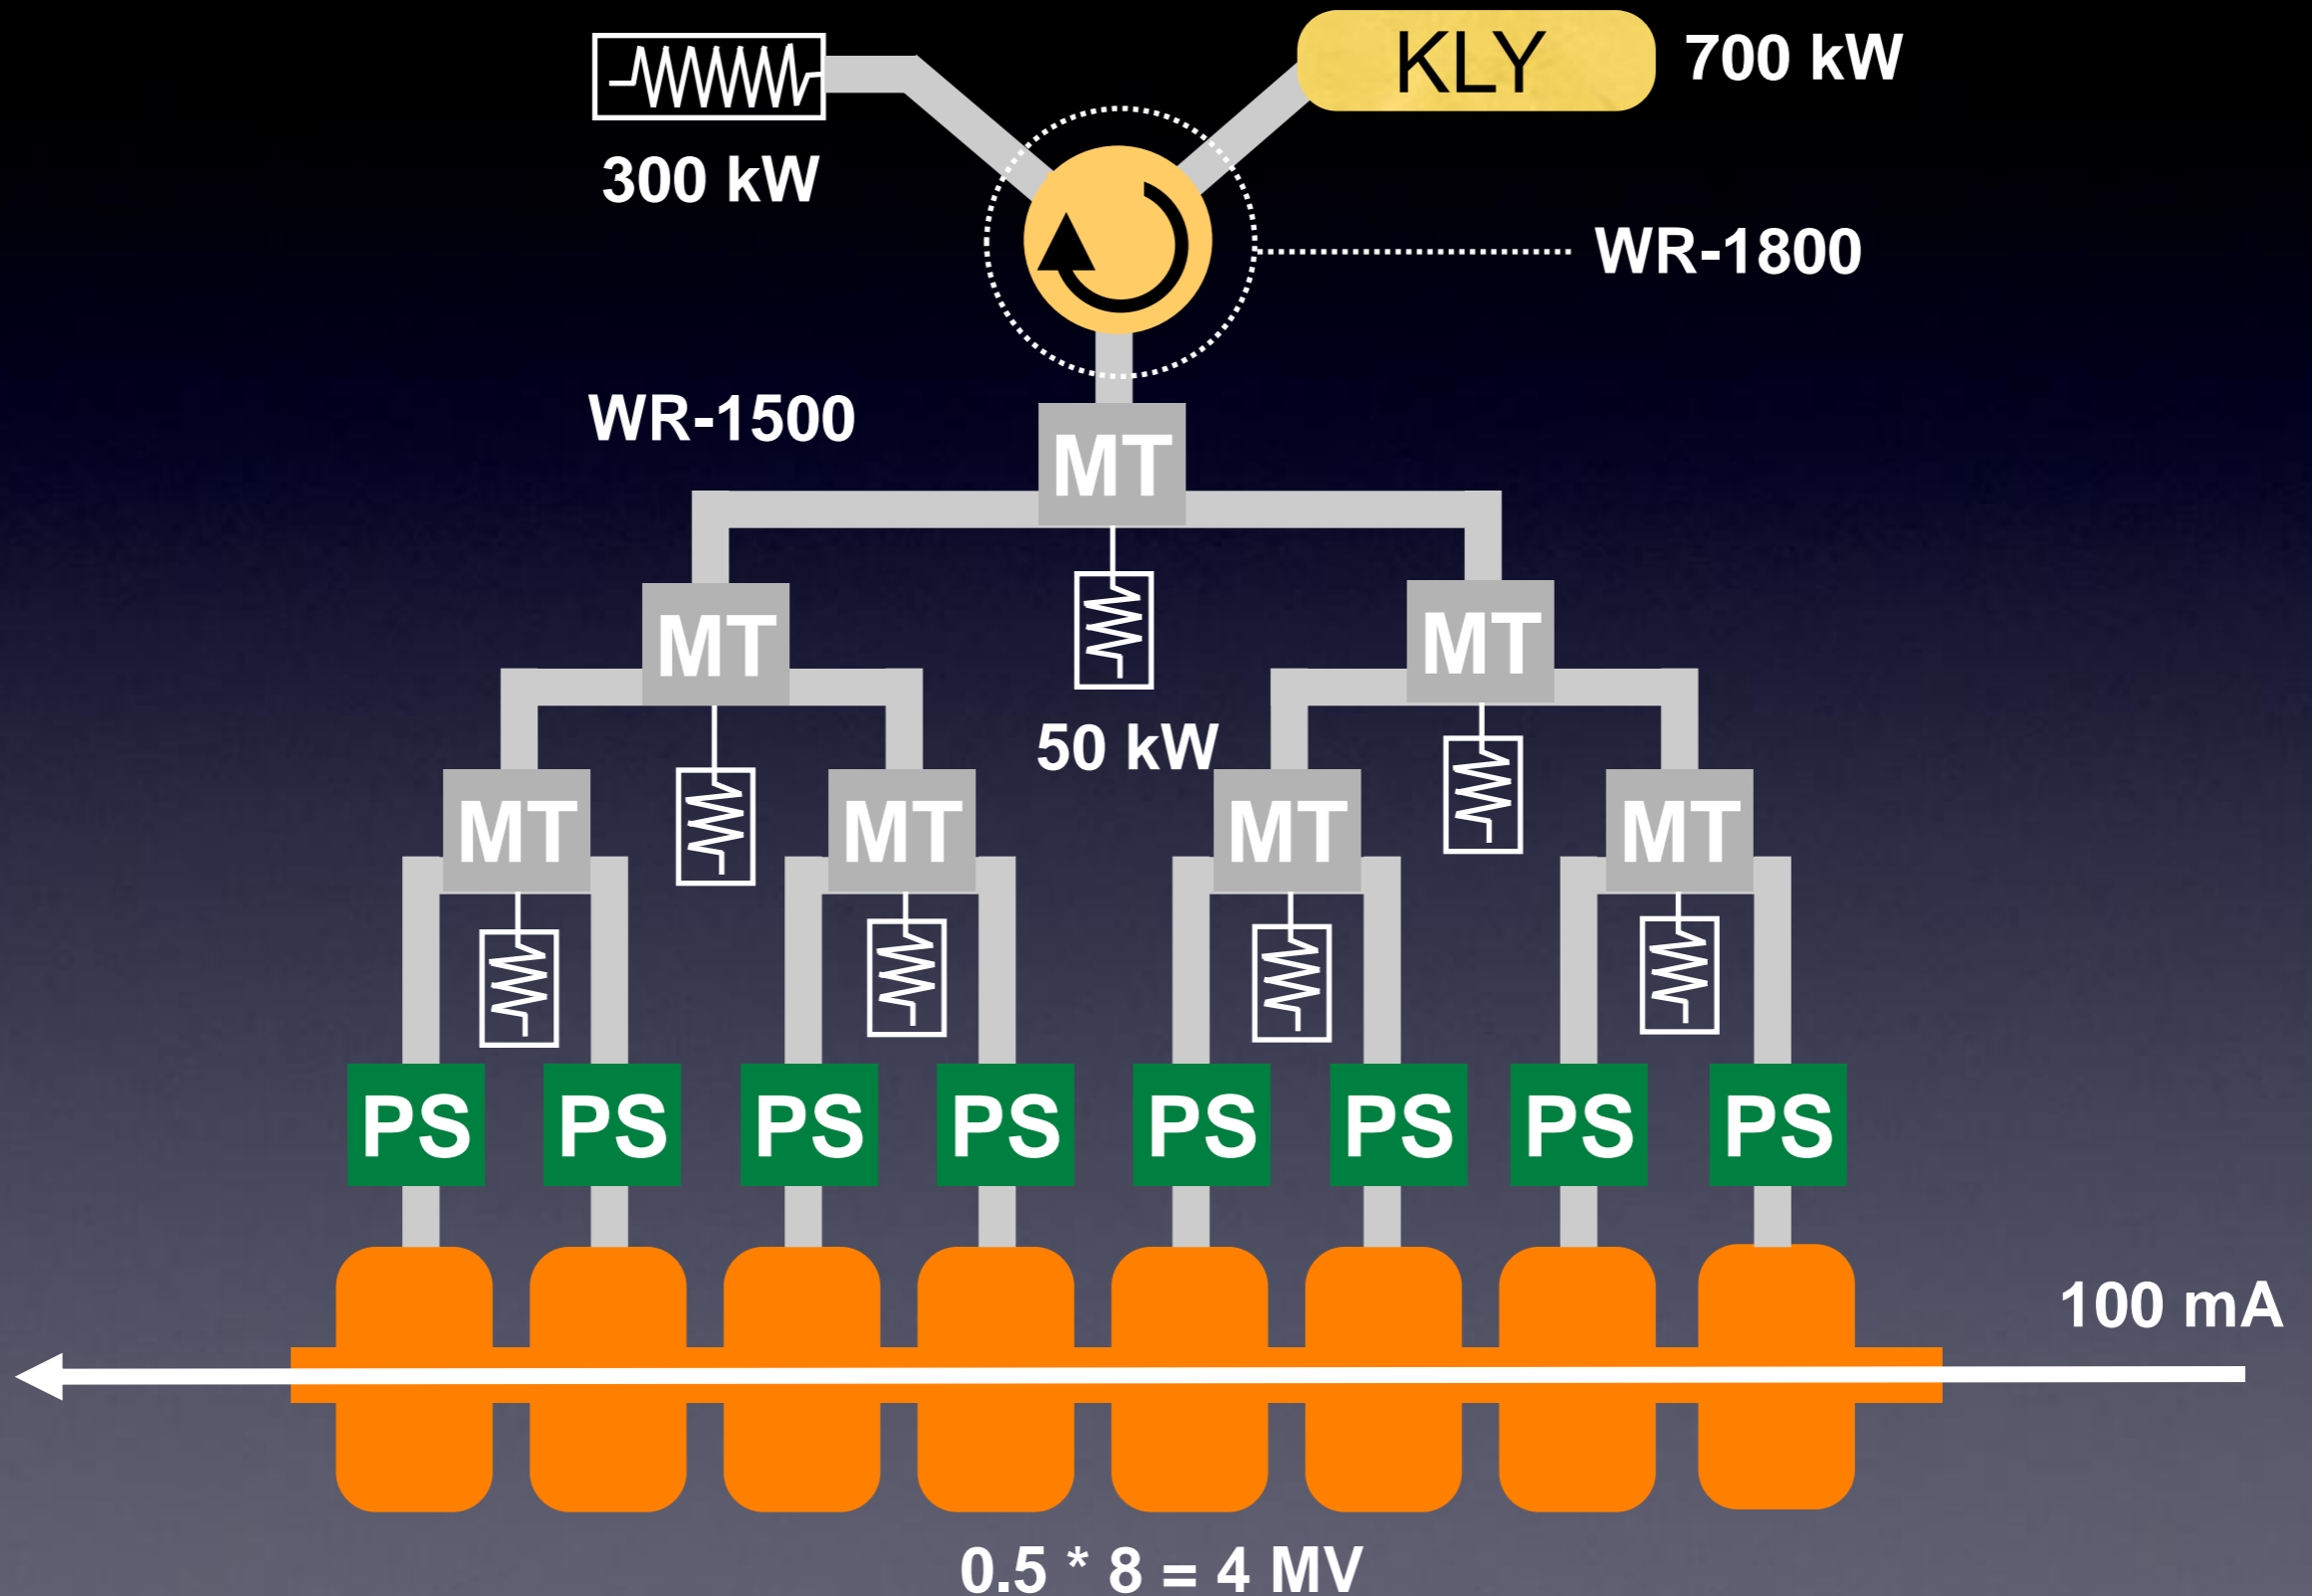 KLY
700 kW
300 kW
WR-1800
WR-1500
MT
MT
MT
50 kW
MT
MT
MT
MT
PS
PS
PS
PS
PS
PS
PS
PS
100 mA
0.5 * 8 = 4 MV